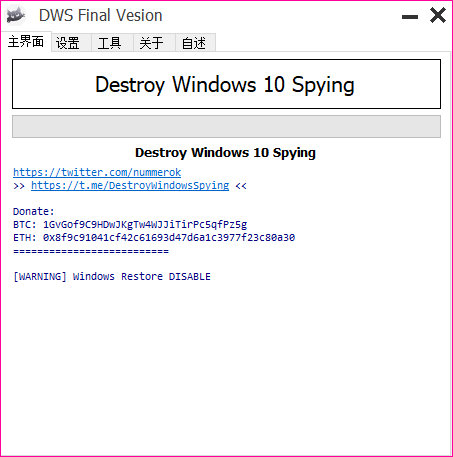 DWS Final Vesion
主界面 设置 工具 关于 自述
Destroy Windows 10 Spying
Destroy Windows 10 Spying
https://twitter.com/nummerok
>> https://t.me/DestroyWindowsSpying <<
Donate:
BTC: 1GvGof9C9HDwJKgTw4WJJiTirPc5qfPz5g
ETH: 0x8f9c91041cf42c61693d47d6a1c3977f23c80a30
==========================
[WARNING] Windows Restore DISABLE